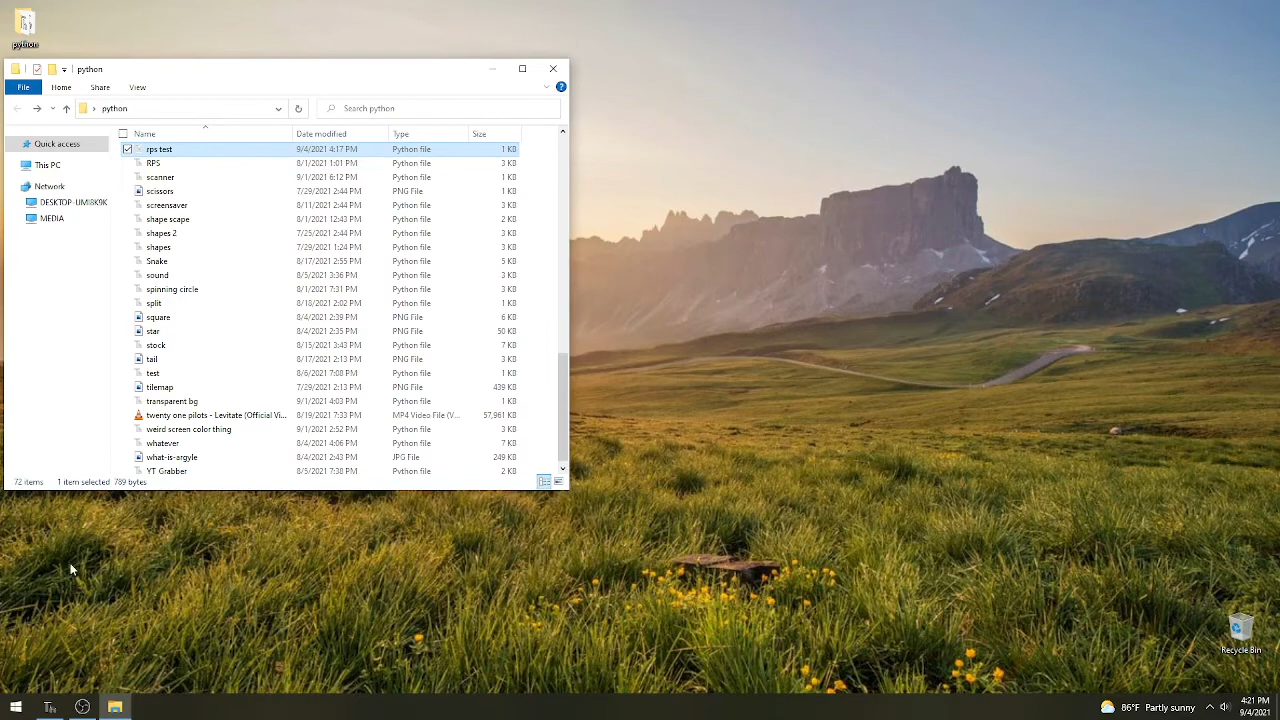 python
python
File Home Share View
python Search python
Name Date modified Type Size
Quick access
This PC
Network
DESKTOP-UMI8K9K
MEDIA
rps test 9/4/2021 4:17 PM Python file 1 KB
RPS 8/1/2021 1:01 PM Python file 3 KB
scanner 9/1/2021 6:12 PM Python file 1 KB
scissors 7/29/2021 2:44 PM PNG File 1 KB
screensaver 8/11/2021 2:44 PM Python file 3 KB
shape scape 8/1/2021 12:43 PM Python file 2 KB
shapes 2 7/25/2021 2:44 PM Python file 3 KB
shapes 7/29/2021 1:24 PM Python file 3 KB
Snake 8/17/2021 2:55 PM Python file 5 KB
sound 8/5/2021 3:36 PM Python file 3 KB
spinning circle 8/1/2021 7:31 PM Python file 3 KB
split 8/18/2021 2:02 PM Python file 1 KB
square 8/4/2021 2:39 PM PNG File 6 KB
star 8/4/2021 2:35 PM PNG File 50 KB
stock 8/15/2021 3:43 PM Python file 7 KB
tail 8/17/2021 2:13 PM PNG File 3 KB
test 8/6/2021 7:08 PM Python file 1 KB
tilemap 7/29/2021 2:13 PM PNG File 439 KB
transparent bg 9/1/2021 4:03 PM Python file 1 KB
twenty one pilots - Levitate (Official Vi... 8/19/2021 7:33 PM MP4 Video File (V... 57,961 KB
weird screen color thing 9/1/2021 2:52 PM Python file 3 KB
whatever 8/4/2021 4:06 PM Python file 7 KB
what-is-argyle 8/4/2021 2:43 PM JPG File 249 KB
YT Grabber 8/5/2021 7:38 PM Python file 2 KB
72 items 1 item selected 789 bytes
Recycle Bin
86°F Partly sunny
4:21 PM
9/4/2021